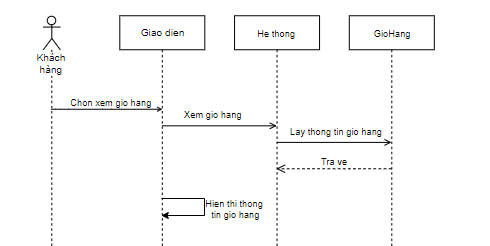 Giao dien
He thong
GioHang
Khách
hàng
Chon xem gio hang
Xem gio hang
Lay thong tin gio hang
Tra ve
Hien thi thong
tin gio hang